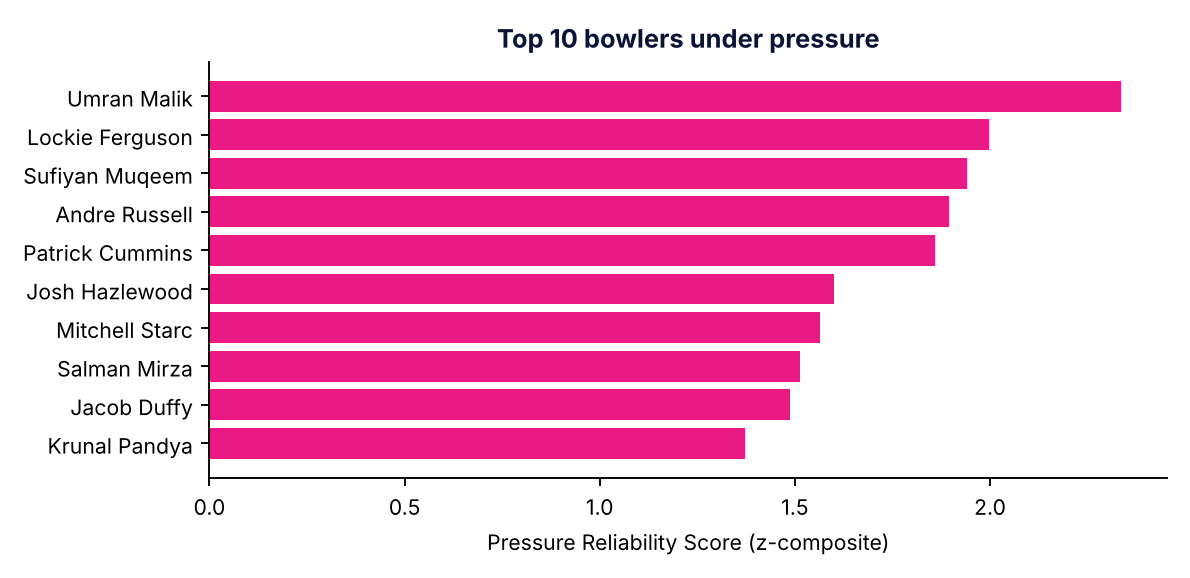 Top 10 bowlers under pressure
Umran Malik
Lockie Ferguson
Sufiyan Muqeem
Andre Russell
Patrick Cummins
Josh Hazlewood
Mitchell Starc
Salman Mirza
Jacob Duffy
Krunal Pandya
0.0 0.5 1.0 1.5 2.0
Pressure Reliability Score (z-composite)